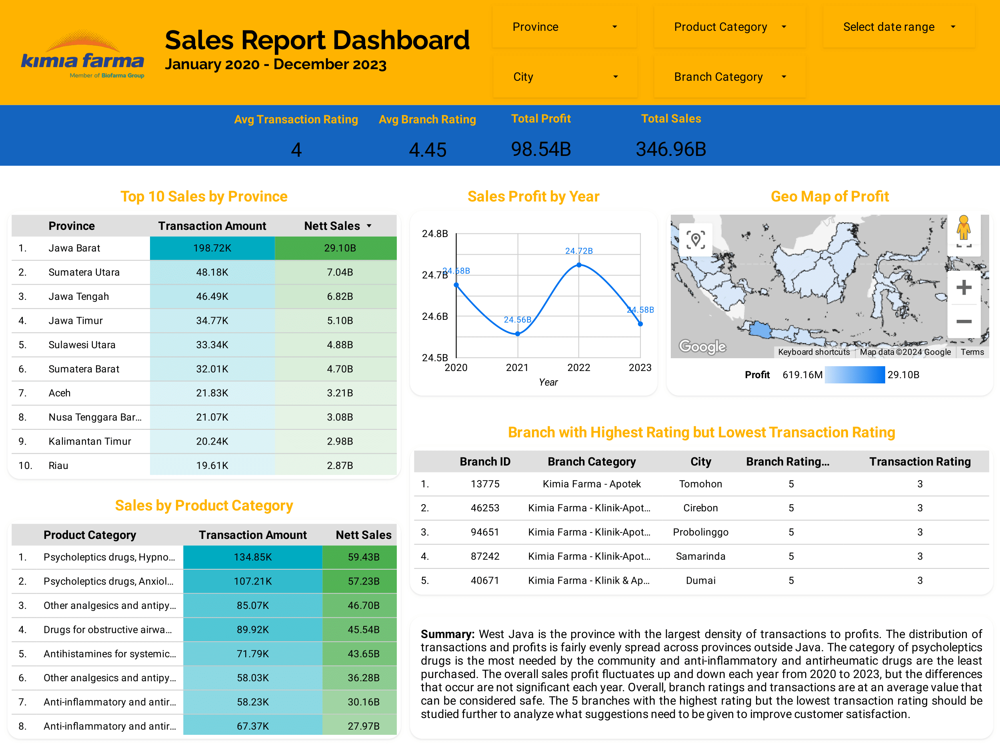 kimia farma
Member of Biofarma Group
Sales Report Dashboard
January 2020 - December 2023
Province
Product Category
Select date range
City
Branch Category
Avg Transaction Rating
4
Avg Branch Rating
4.45
Total Profit
98.54B
Total Sales
346.96B
Top 10 Sales by Province
Province Transaction Amount Nett Sales
1. Jawa Barat 198.72K 29.10B
2. Sumatera Utara 48.18K 7.04B
3. Jawa Tengah 46.49K 6.82B
4. Jawa Timur 34.77K 5.10B
5. Sulawesi Utara 33.34K 4.88B
6. Sumatera Barat 32.01K 4.70B
7. Aceh 21.83K 3.21B
8. Nusa Tenggara Bar... 21.07K 3.08B
9. Kalimantan Timur 20.24K 2.98B
10. Riau 19.61K 2.87B
Sales by Product Category
Product Category Transaction Amount Nett Sales
1. Psycholeptics drugs, Hypno... 134.85K 59.43B
2. Psycholeptics drugs, Anxiol... 107.21K 57.23B
3. Other analgesics and antipy... 85.07K 46.70B
4. Drugs for obstructive airwa... 89.92K 45.54B
5. Antihistamines for systemic... 71.79K 43.65B
6. Other analgesics and antipy... 58.03K 36.28B
7. Anti-inflammatory and antir... 58.23K 30.16B
8. Anti-inflammatory and antir... 67.37K 27.97B
Sales Profit by Year
24.8B
24.7B
24.6B
24.5B
24.68B
24.56B
24.72B
24.58B
2020 2021 2022 2023
Year
Geo Map of Profit
Google
Keyboard shortcuts Map data ©2024 Google Terms
Profit 619.16M 29.10B
Branch with Highest Rating but Lowest Transaction Rating
Branch ID Branch Category City Branch Rating... Transaction Rating
1. 13775 Kimia Farma - Apotek Tomohon 5 3
2. 46253 Kimia Farma - Klinik-Apot... Cirebon 5 3
3. 94651 Kimia Farma - Klinik-Apot... Probolinggo 5 3
4. 87242 Kimia Farma - Klinik-Apot... Samarinda 5 3
5. 40671 Kimia Farma - Klinik & Ap... Dumai 5 3
Summary: West Java is the province with the largest density of transactions to profits. The distribution of
transactions and profits is fairly evenly spread across provinces outside Java. The category of psycholeptics
drugs is the most needed by the community and anti-inflammatory and antirheumatic drugs are the least
purchased. The overall sales profit fluctuates up and down each year from 2020 to 2023, but the differences
that occur are not significant each year. Overall, branch ratings and transactions are at an average value that
can be considered safe. The 5 branches with the highest rating but the lowest transaction rating should be
studied further to analyze what suggestions need to be given to improve customer satisfaction.